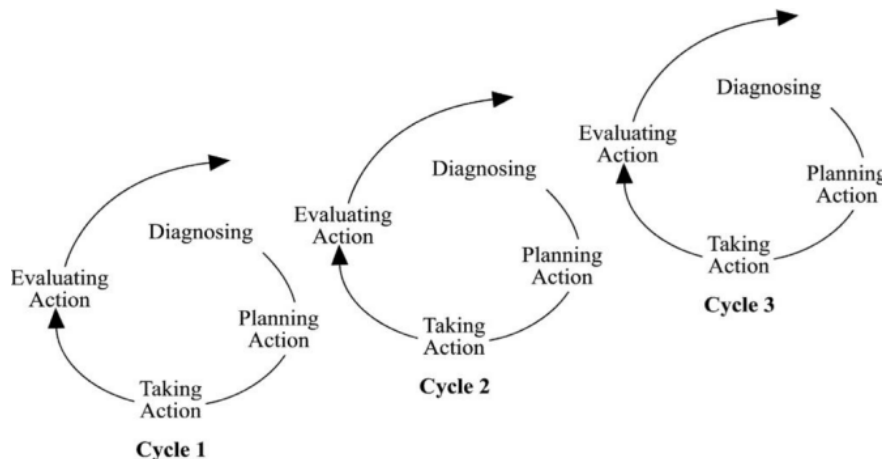 Diagnosing
Planning
Action
Taking
Action
Evaluating
Action
Cycle 1
Diagnosing
Planning
Action
Taking
Action
Evaluating
Action
Cycle 2
Diagnosing
Planning
Action
Taking
Action
Evaluating
Action
Cycle 3